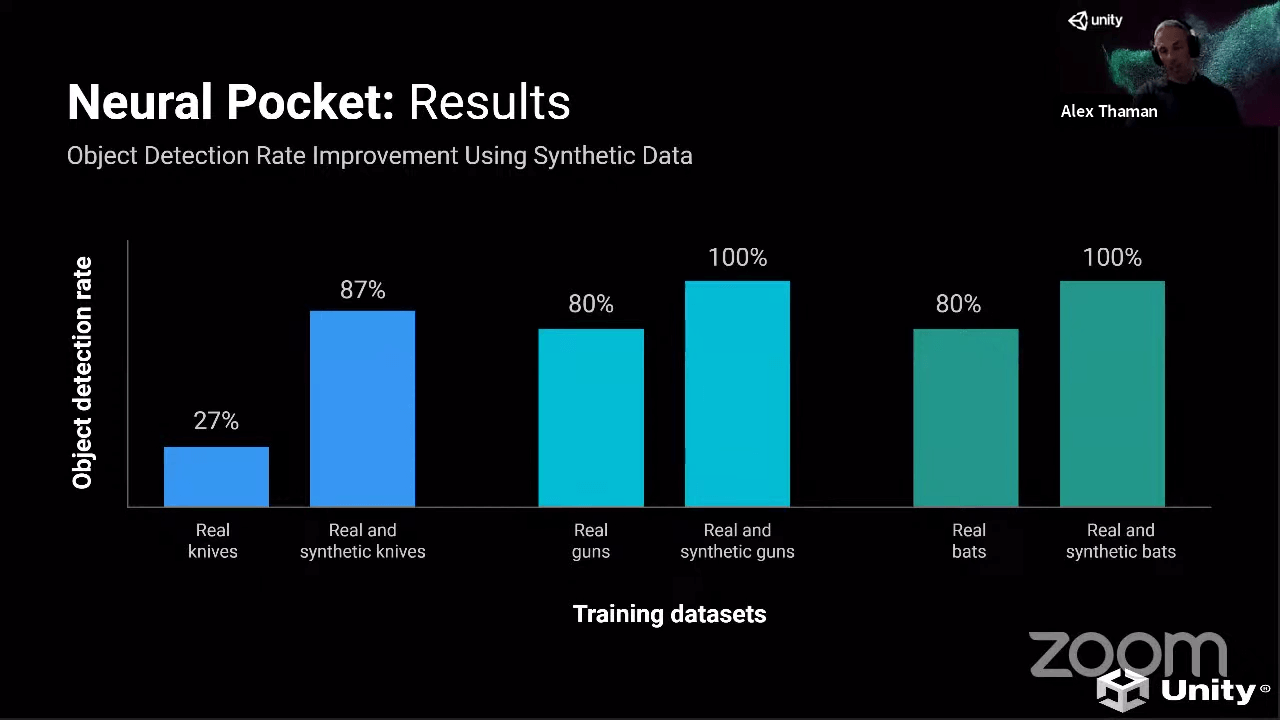 unity
Alex Thaman
Neural Pocket: Results
Object Detection Rate Improvement Using Synthetic Data
Object detection rate
27%
87%
80%
100%
80%
100%
Real
knives
Real and
synthetic knives
Real
guns
Real and
synthetic guns
Real
bats
Real and
synthetic bats
Training datasets
zoom
Unity®